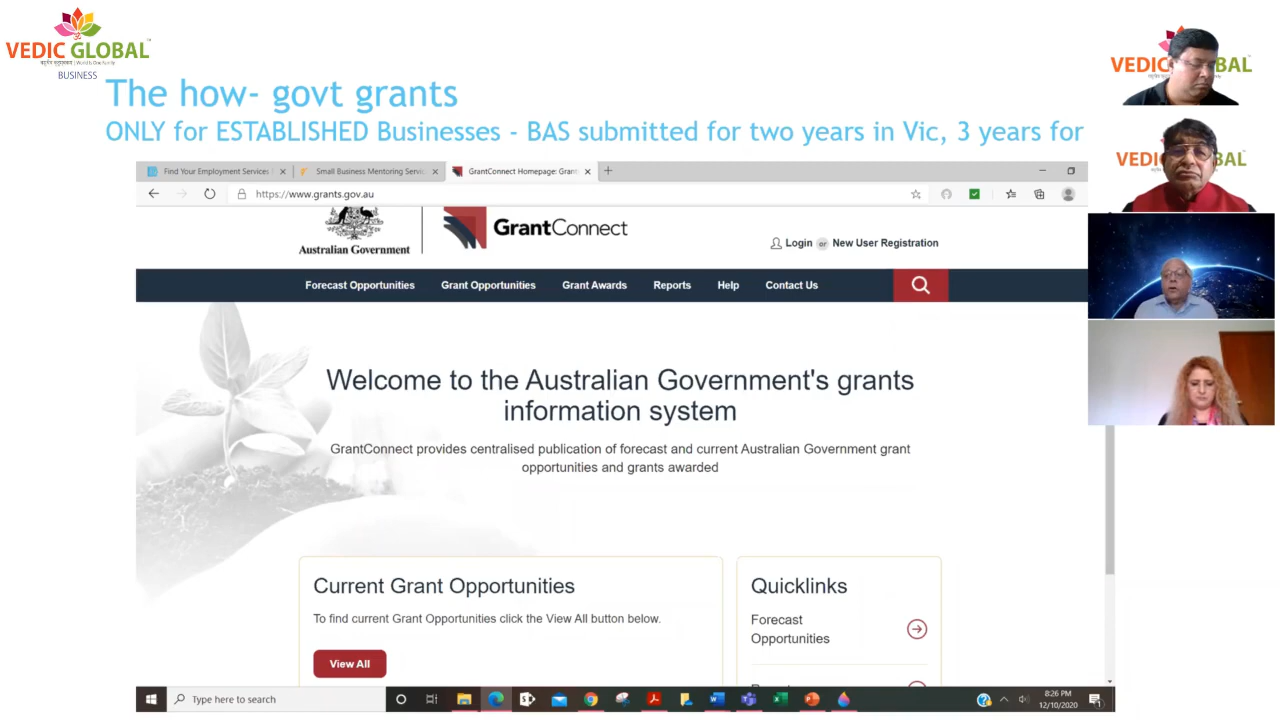 VEDIC GLOBAL
BUSINESS
The how- govt grants
ONLY for ESTABLISHED Businesses - BAS submitted for two years in Vic, 3 years for
Find Your Employment Services
Small Business Mentoring Servic
GrantConnect Homepage: Grant
https://www.grants.gov.au
Australian Government
GrantConnect
Login or New User Registration
Forecast Opportunities
Grant Opportunities
Grant Awards
Reports
Help
Contact Us
Welcome to the Australian Government's grants
information system
GrantConnect provides centralised publication of forecast and current Australian Government grant
opportunities and grants awarded
Current Grant Opportunities
To find current Grant Opportunities click the View All button below.
View All
Quicklinks
Forecast
Opportunities
Type here to search
8:26 PM
12/10/2020
VEDIC
BAL
VEDIC
BAL